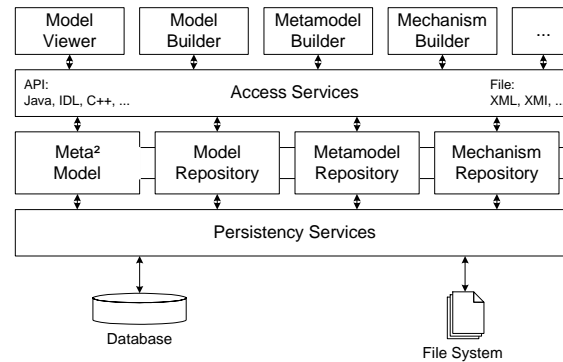 Model
Viewer
Model
Builder
Metamodel
Builder
Mechanism
Builder
...
API:
Java, IDL, C++, ...
Access Services
File:
XML, XMI, ...
Meta²
Model
Model
Repository
Metamodel
Repository
Mechanism
Repository
Persistency Services
Database
File System